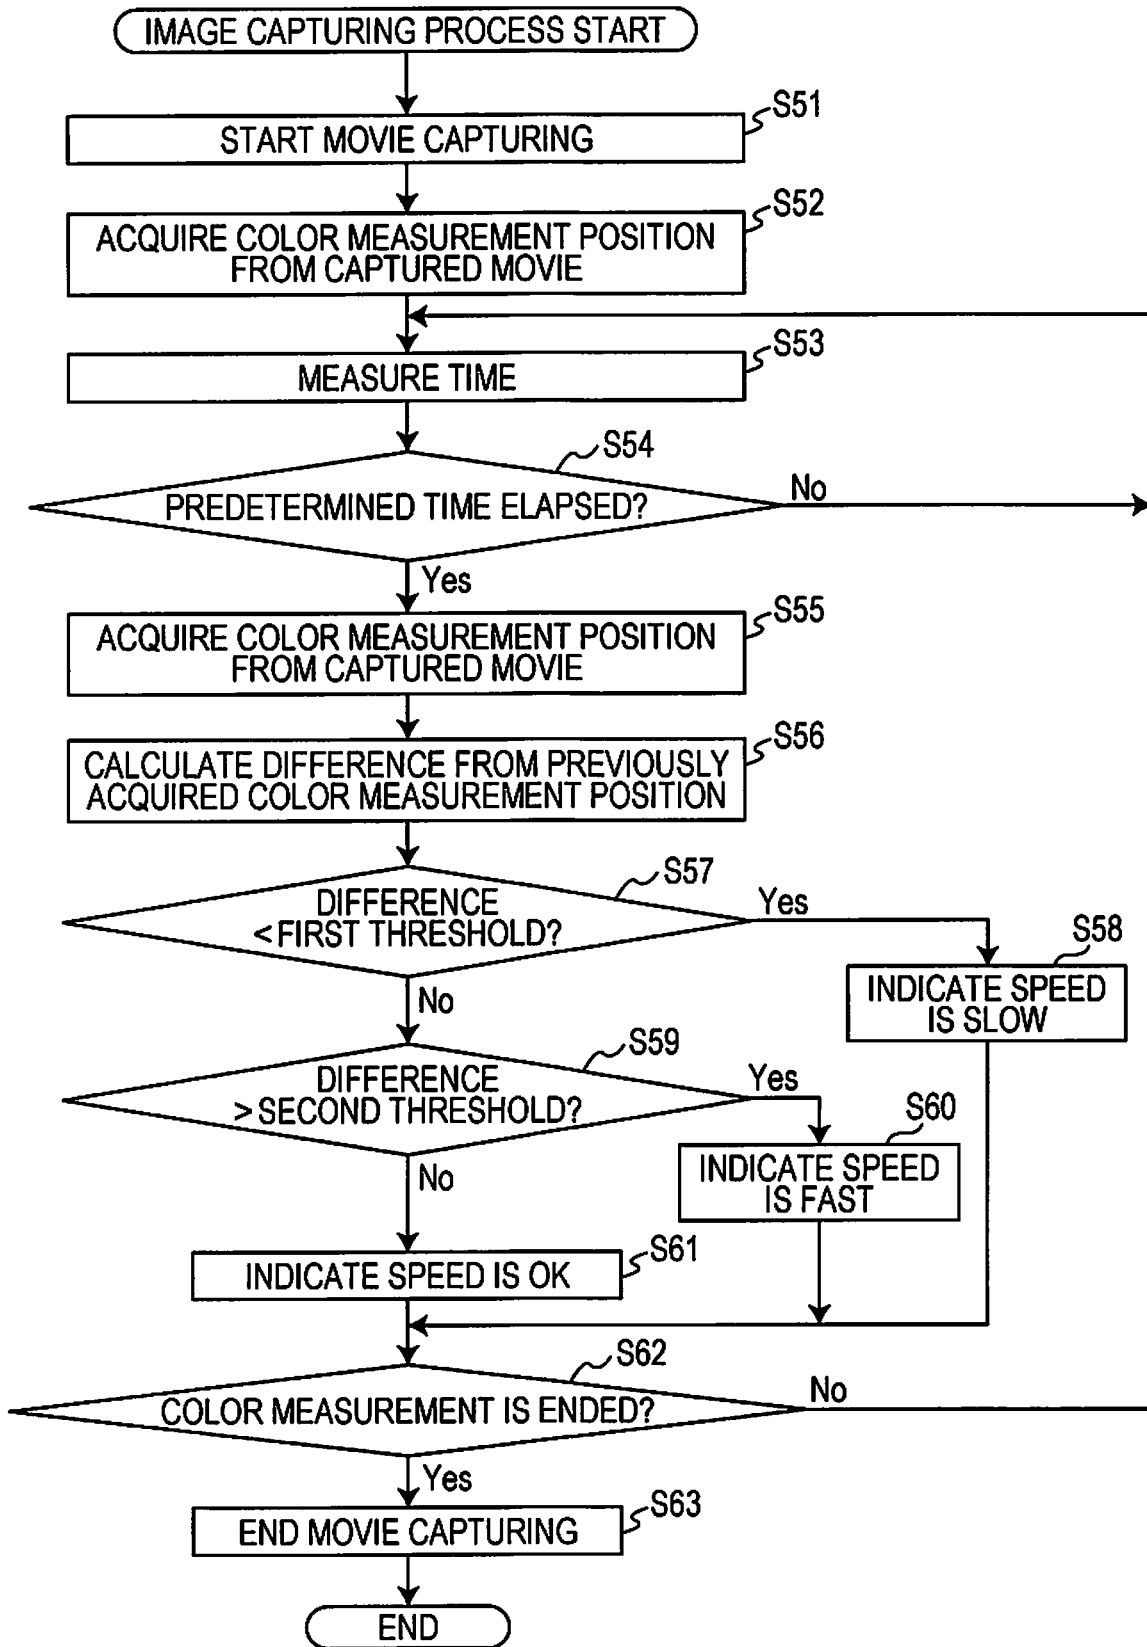 IMAGE CAPTURING PROCESS START
S51
START MOVIE CAPTURING
S52
ACQUIRE COLOR MEASUREMENT POSITION
FROM CAPTURED MOVIE
S53
MEASURE TIME
S54
PREDETERMINED TIME ELAPSED?
No
Yes
S55
ACQUIRE COLOR MEASUREMENT POSITION
FROM CAPTURED MOVIE
S56
CALCULATE DIFFERENCE FROM PREVIOUSLY
ACQUIRED COLOR MEASUREMENT POSITION
S57
DIFFERENCE
< FIRST THRESHOLD?
Yes
S58
INDICATE SPEED
IS SLOW
No
S59
DIFFERENCE
> SECOND THRESHOLD?
Yes
S60
INDICATE SPEED
IS FAST
No
S61
INDICATE SPEED IS OK
S62
COLOR MEASUREMENT IS ENDED?
No
Yes
S63
END MOVIE CAPTURING
END